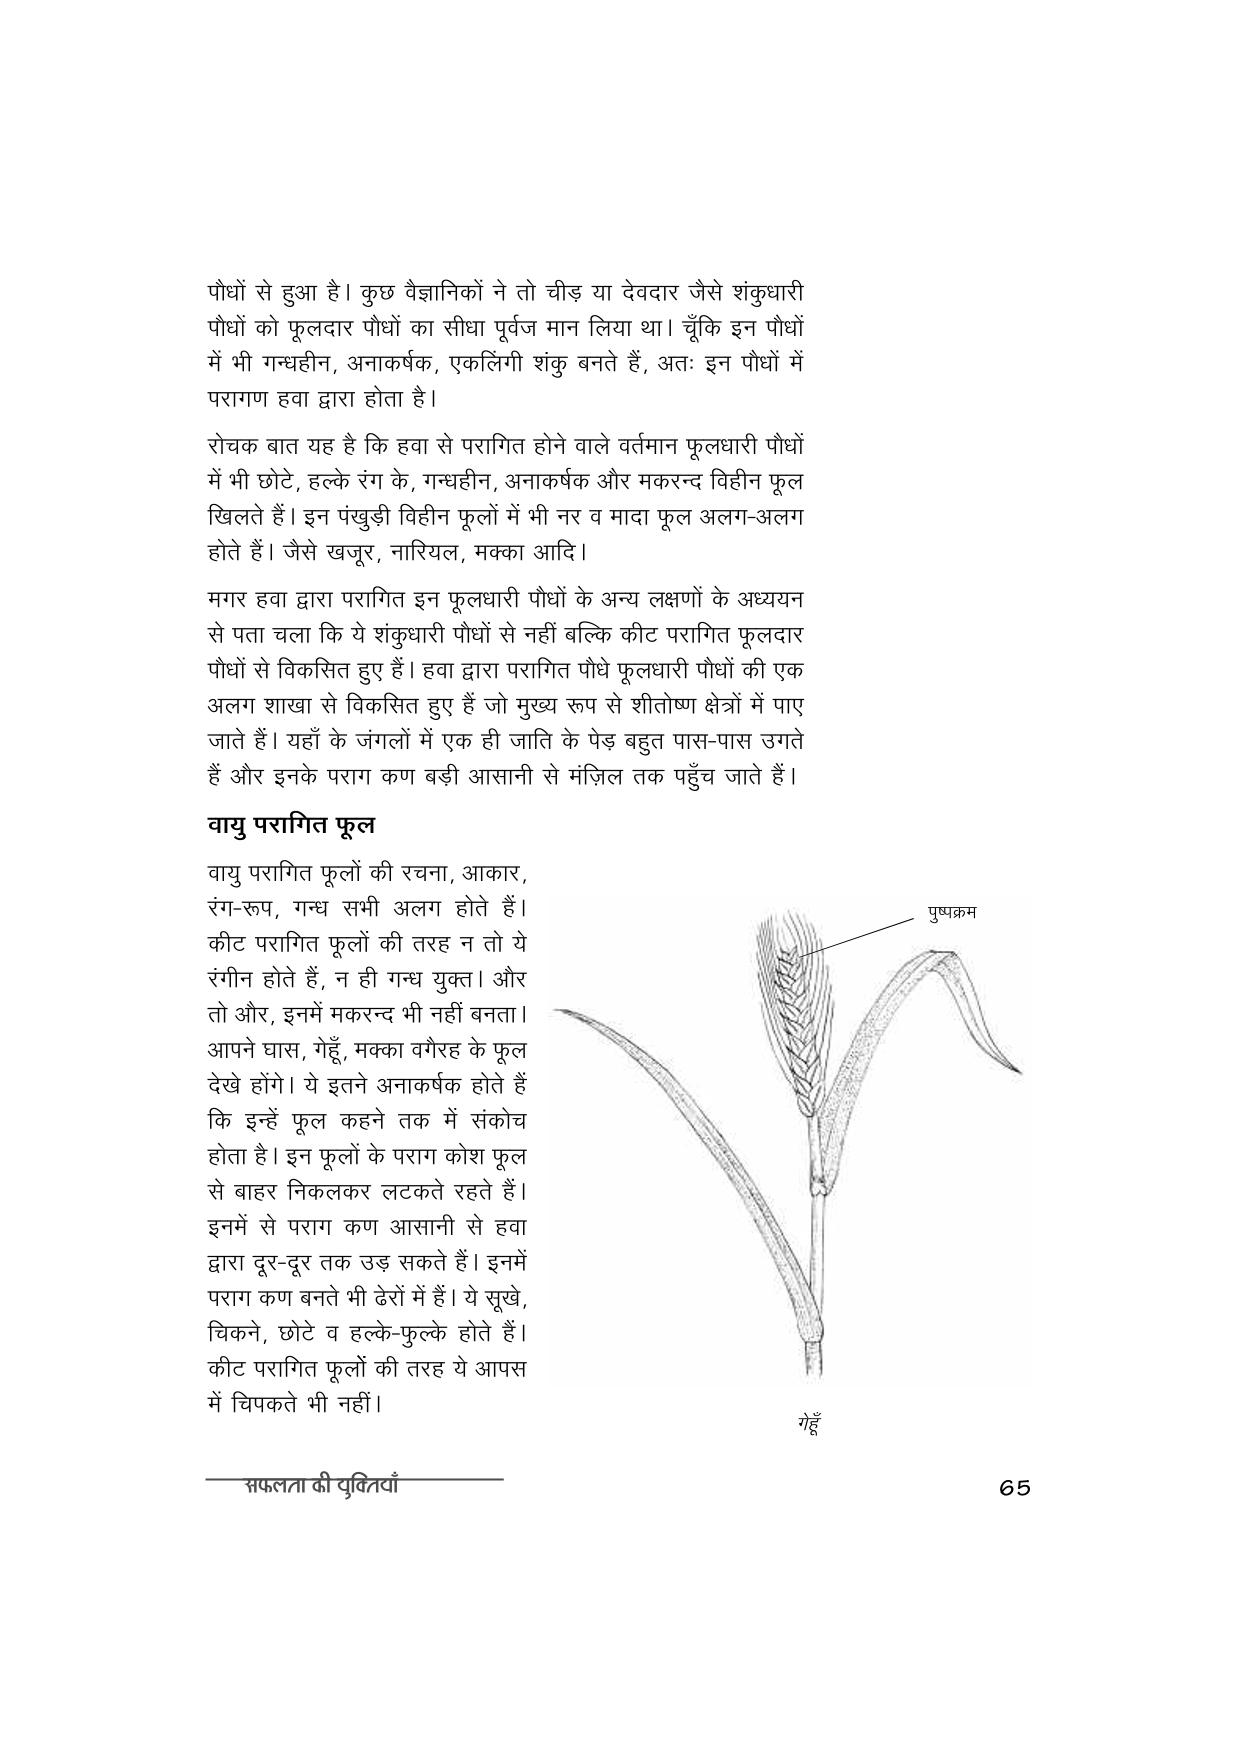 पौधों से हुआ है। कुछ वैज्ञानिकों ने तो चीड़ या देवदार जैसे शंकुधारी
पौधों को फूलदार पौधों का सीधा पूर्वज मान लिया था। चूँकि इन पौधों
में भी गन्धहीन, अनाकर्षक, एकलिंगी शंकु बनते हैं, अतः इन पौधों में
परागण हवा द्वारा होता है।
रोचक बात यह है कि हवा से परागित होने वाले वर्तमान फूलधारी पौधों
में भी छोटे, हल्के रंग के, गन्धहीन, अनाकर्षक और मकरन्द विहीन फूल
खिलते हैं। इन पंखुड़ी विहीन फूलों में भी नर व मादा फूल अलग-अलग
होते हैं। जैसे खजूर, नारियल, मक्का आदि।
मगर हवा द्वारा परागित इन फूलधारी पौधों के अन्य लक्षणों के अध्ययन
से पता चला कि ये शंकुधारी पौधों से नहीं बल्कि कीट परागित फूलदार
पौधों से विकसित हुए हैं। हवा द्वारा परागित पौधे फूलधारी पौधों की एक
अलग शाखा से विकसित हुए हैं जो मुख्य रूप से शीतोष्ण क्षेत्रों में पाए
जाते हैं। यहाँ के जंगलों में एक ही जाति के पेड़ बहुत पास-पास उगते
हैं और इनके पराग कण बड़ी आसानी से मंज़िल तक पहुँच जाते हैं।
वायु परागित फूल
वायु परागित फूलों की रचना, आकार,
रंग-रूप, गन्ध सभी अलग होते हैं।
कीट परागित फूलों की तरह न तो ये
रंगीन होते हैं, न ही गन्ध युक्त। और
तो और, इनमें मकरन्द भी नहीं बनता।
आपने घास, गेहूँ, मक्का वगैरह के फूल
देखे होंगे। ये इतने अनाकर्षक होते हैं
कि इन्हें फूल कहने तक में संकोच
होता है। इन फूलों के पराग कोश फूल
से बाहर निकलकर लटकते रहते हैं।
इनमें से पराग कण आसानी से हवा
द्वारा दूर-दूर तक उड़ सकते हैं। इनमें
पराग कण बनते भी ढेरों में हैं। ये सूखे,
चिकने, छोटे व हल्के-फुल्के होते हैं।
कीट परागित फूलों की तरह ये आपस
में चिपकते भी नहीं।
पुष्पक्रम
गेहूँ
सफलता की युक्तियाँ
65